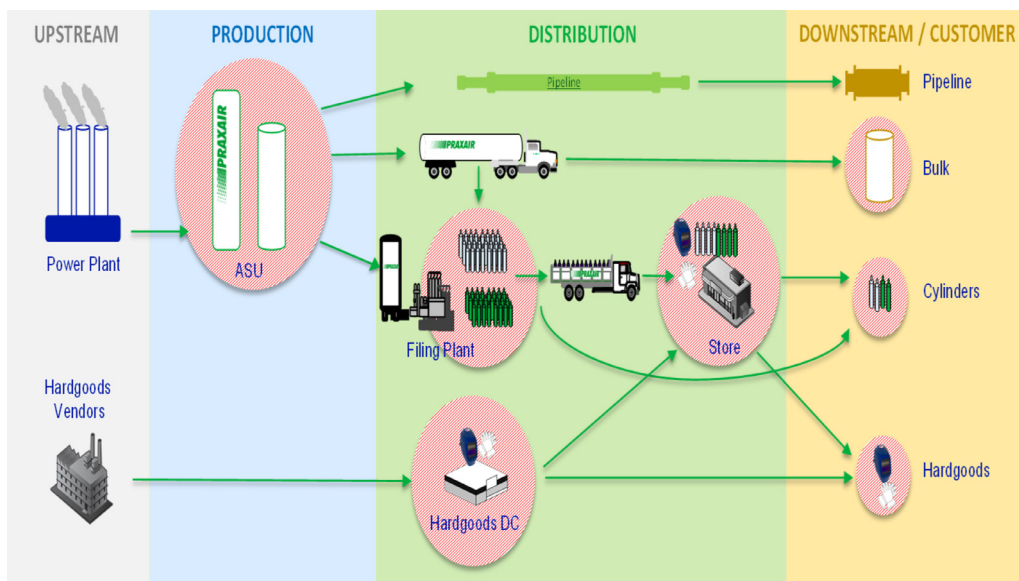 UPSTREAM
PRODUCTION
DISTRIBUTION
DOWNSTREAM / CUSTOMER
Pipeline
Pipeline
PRAXAIR
PRAXAIR
Bulk
Power Plant
ASU
PRAXAIR
Cylinders
Filing Plant
Store
Hardgoods
Vendors
Hardgoods
Hardgoods DC